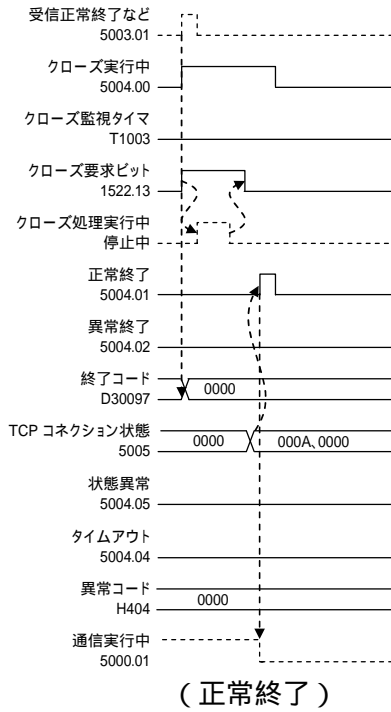 受信正常終了など
5003.01
クローズ実行中
5004.00
クローズ監視タイマ
T1003
クローズ要求ビット
1522.13
クローズ処理実行中
停止中
正常終了
5004.01
異常終了
5004.02
終了コード
0000
D30097
TCP コネクション状態
0000
000A、0000
5005
状態異常
5004.05
タイムアウト
5004.04
異常コード
0000
H404
通信実行中
5000.01
(正常終了)